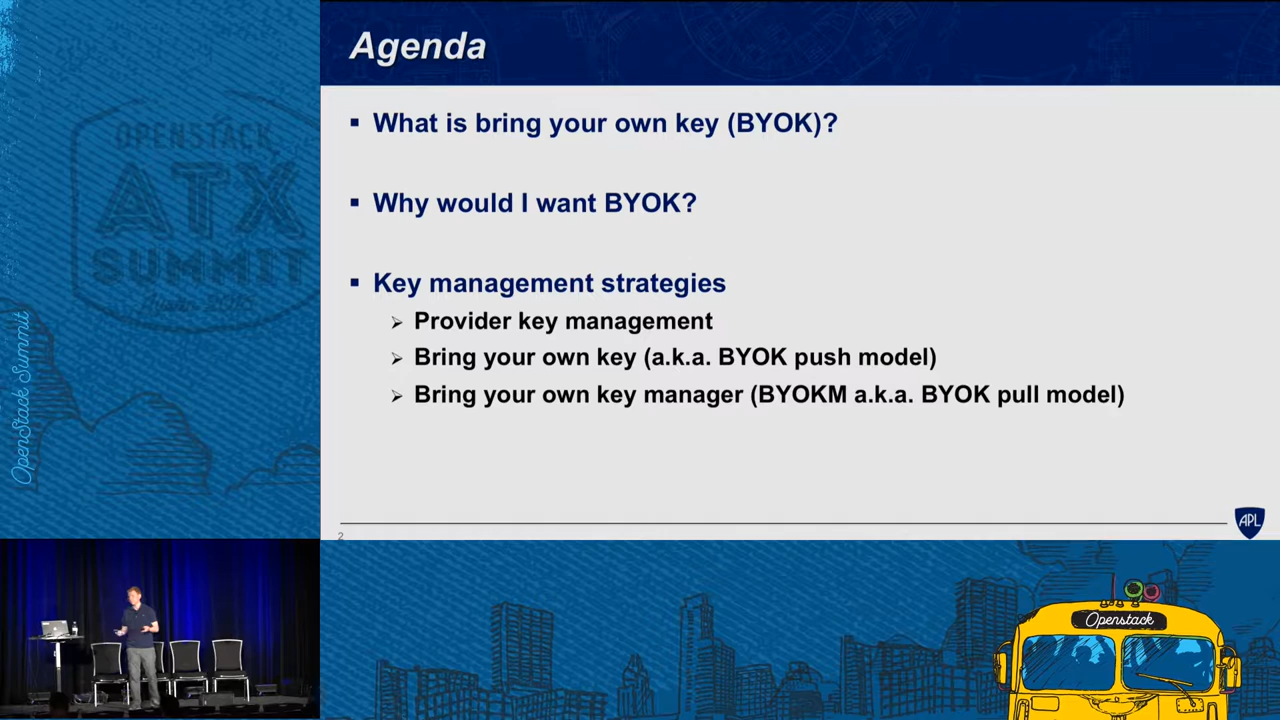 Agenda
▪ What is bring your own key (BYOK)?
▪ Why would I want BYOK?
▪ Key management strategies
➢ Provider key management
➢ Bring your own key (a.k.a. BYOK push model)
➢ Bring your own key manager (BYOKM a.k.a. BYOK pull model)
2
APL
OPENSTACK
ATX
SUMMIT
OpenStack Summit
Openstack